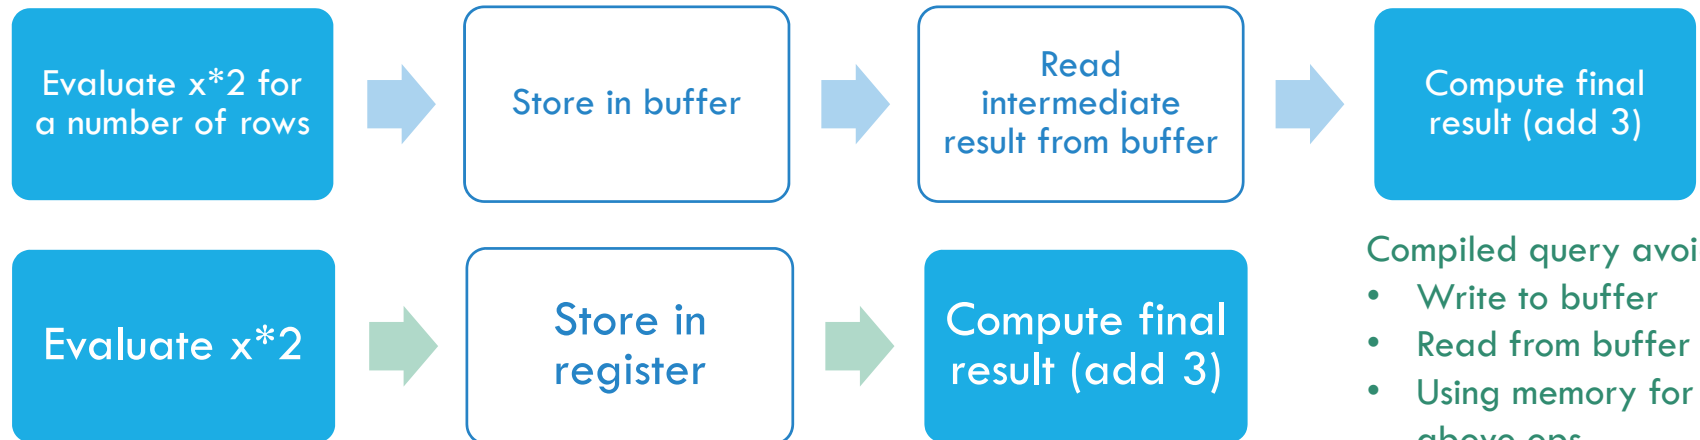 Evaluate x*2 for
a number of rows
Store in buffer
Read
intermediate
result from buffer
Compute final
result (add 3)
Evaluate x*2
Store in
register
Compute final
result (add 3)
Compiled query
• Write to buffer
• Read from buffer
• Using memory for
above ops